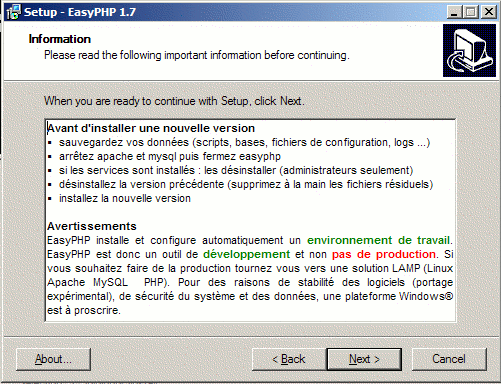 Setup - EasyPHP 1.7
Information
Please read the following important information before continuing.
When you are ready to continue with Setup, click Next.
Avant d'installer une nouvelle version
▪ sauvegardez vos données (scripts, bases, fichiers de configuration, logs ...)
▪ arrêtez apache et mysql puis fermez easyphp
▪ si les services sont installés : les désinstaller (administrateurs seulement)
▪ désinstallez la version précédente (supprimez à la main les fichiers résiduels)
▪ installez la nouvelle version
Avertissements
EasyPHP installe et configure automatiquement un environnement de travail.
EasyPHP est donc un outil de développement et non pas de production. Si
vous souhaitez faire de la production tournez vous vers une solution LAMP (Linux
Apache MySQL PHP). Pour des raisons de stabilité des logiciels (portage
expérimental), de sécurité du système et des données, une plateforme Windows®
est à proscrire.
About...
< Back
Next >
Cancel